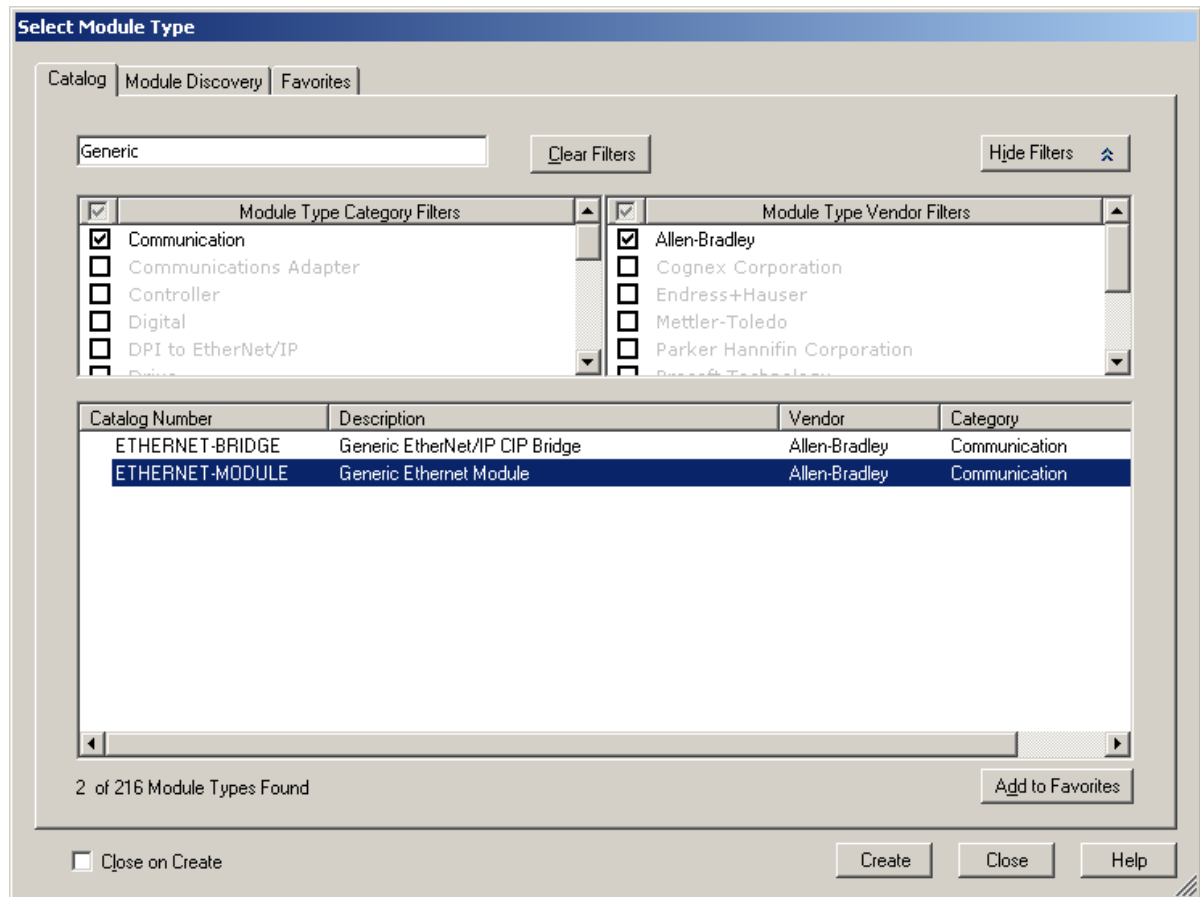 Select Module Type
Catalog Module Discovery Favorites
Generic Clear Filters Hide Filters
Module Type Category Filters Module Type Vendor Filters
Communication Allen-Bradley
Communications Adapter Cognex Corporation
Controller Endress+Hauser
Digital Mettler-Toledo
DPI to EtherNet/IP Parker Hannifin Corporation
Drive Prosoft Technology
Catalog Number Description Vendor Category
ETHERNET-BRIDGE Generic EtherNet/IP CIP Bridge Allen-Bradley Communication
ETHERNET-MODULE Generic Ethernet Module Allen-Bradley Communication
2 of 216 Module Types Found Add to Favorites
Close on Create Create Close Help